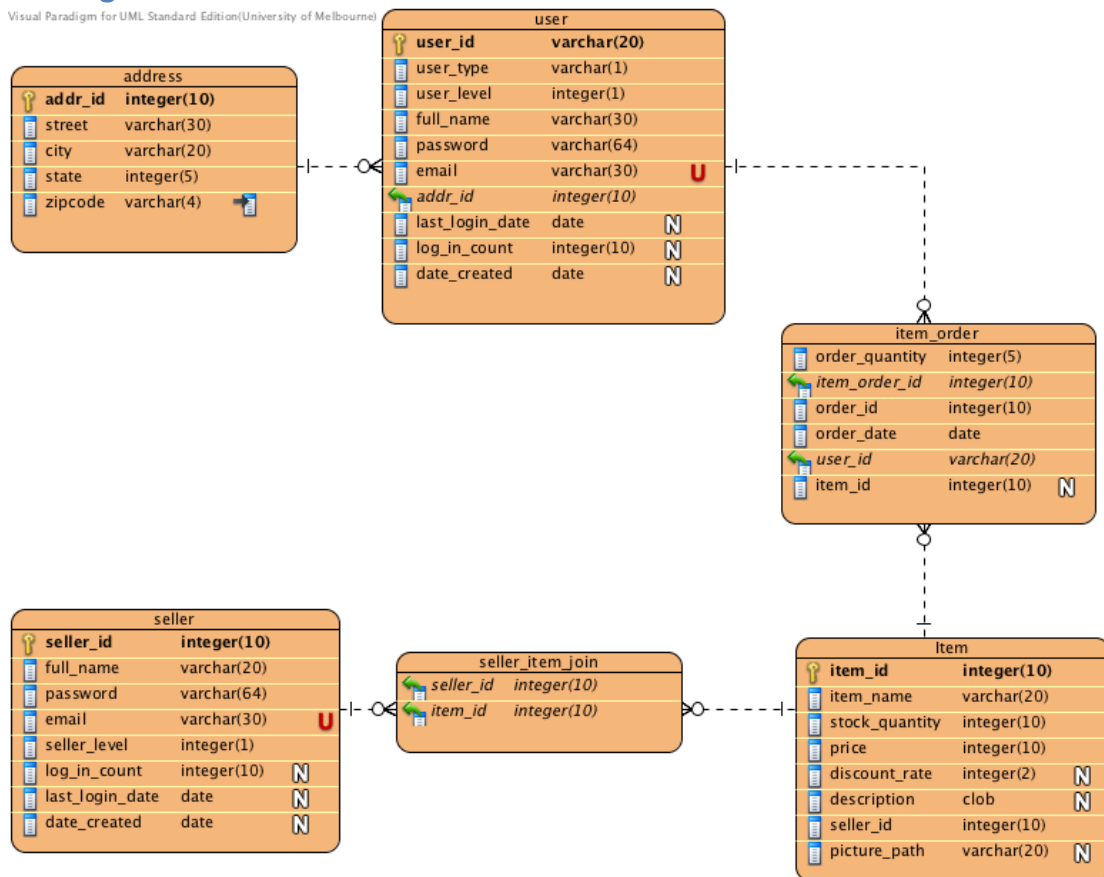 Visual Paradigm for UML Standard Edition(University of Melbourne)
user
user_id varchar(20)
user_type varchar(1)
user_level integer(1)
full_name varchar(30)
password varchar(64)
email varchar(30) U
addr_id integer(10)
last_login_date date N
log_in_count integer(10) N
date_created date N
address
addr_id integer(10)
street varchar(30)
city varchar(20)
state integer(5)
zipcode varchar(4)
item_order
order_quantity integer(5)
item_order_id integer(10)
order_id integer(10)
order_date date
user_id varchar(20)
item_id integer(10) N
seller
seller_id integer(10)
full_name varchar(20)
password varchar(64)
email varchar(30) U
seller_level integer(1)
log_in_count integer(10) N
last_login_date date N
date_created date N
seller_item_join
seller_id integer(10)
item_id integer(10)
Item
item_id integer(10)
item_name varchar(20)
stock_quantity integer(10)
price integer(10)
discount_rate integer(2) N
description clob N
seller_id integer(10)
picture_path varchar(20) N